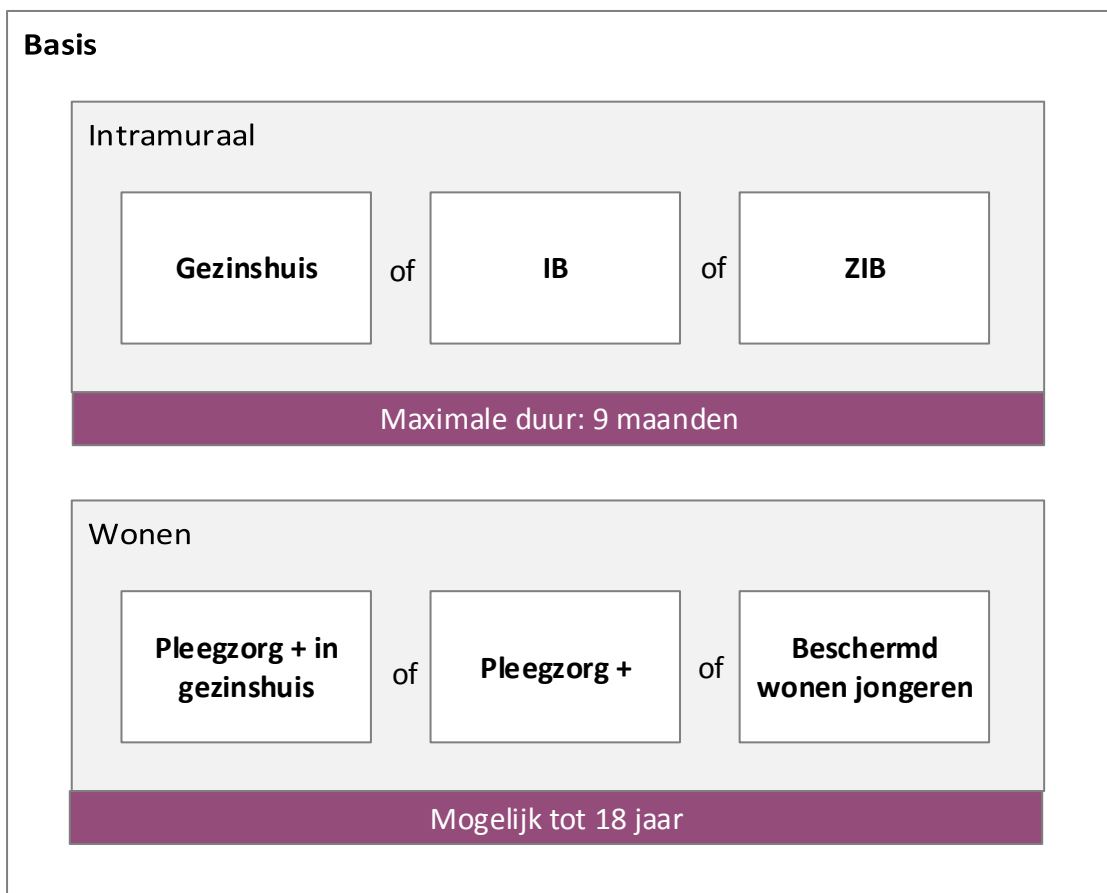 Basis
Intramuraal
Gezinshuis
of
IB
of
ZIB
Maximale duur: 9 maanden
Wonen
Pleegzorg + in
gezinshuis
of
Pleegzorg +
of
Beschermd
wonen jongeren
Mogelijk tot 18 jaar